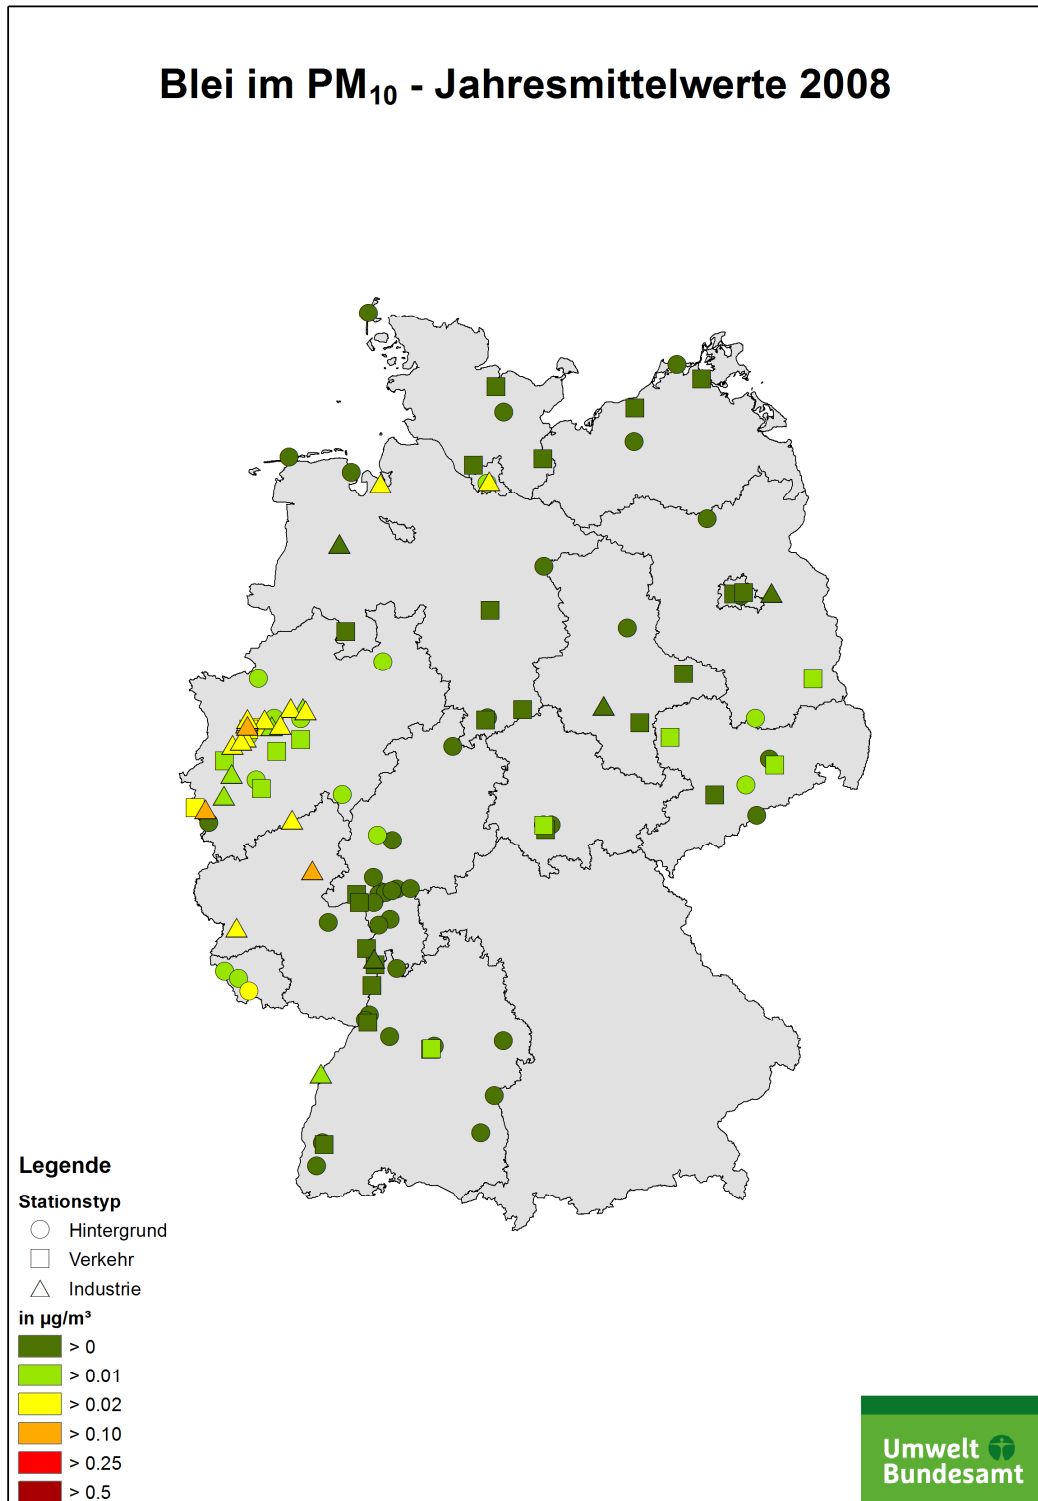 Blei im PM₁₀ - Jahresmittelwerte 2008
Legende
Stationstyp
Hintergrund
Verkehr
Industrie
in µg/m³
> 0
> 0.01
> 0.02
> 0.10
> 0.25
> 0.5
Umwelt
Bundesamt